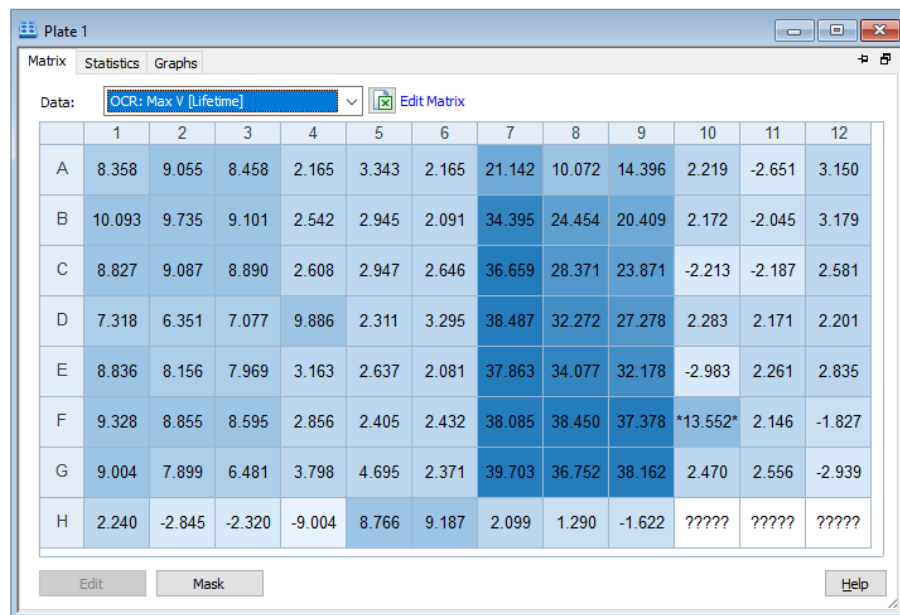 Plate 1
Matrix Statistics Graphs
Data: OCR: Max V [Lifetime] Edit Matrix
1 2 3 4 5 6 7 8 9 10 11 12
A 8.358 9.055 8.458 2.165 3.343 2.165 21.142 10.072 14.396 2.219 -2.651 3.150
B 10.093 9.735 9.101 2.542 2.945 2.091 34.395 24.454 20.409 2.172 -2.045 3.179
C 8.827 9.087 8.890 2.608 2.947 2.646 36.659 28.371 23.871 -2.213 -2.187 2.581
D 7.318 6.351 7.077 9.886 2.311 3.295 38.487 32.272 27.278 2.283 2.171 2.201
E 8.836 8.156 7.969 3.163 2.637 2.081 37.863 34.077 32.178 -2.983 2.261 2.835
F 9.328 8.855 8.595 2.856 2.405 2.432 38.085 38.450 37.378 *13.552* 2.146 -1.827
G 9.004 7.899 6.481 3.798 4.695 2.371 39.703 36.752 38.162 2.470 2.556 -2.939
H 2.240 -2.845 -2.320 -9.004 8.766 9.187 2.099 1.290 -1.622 ????? ????? ?????
Edit Mask Help